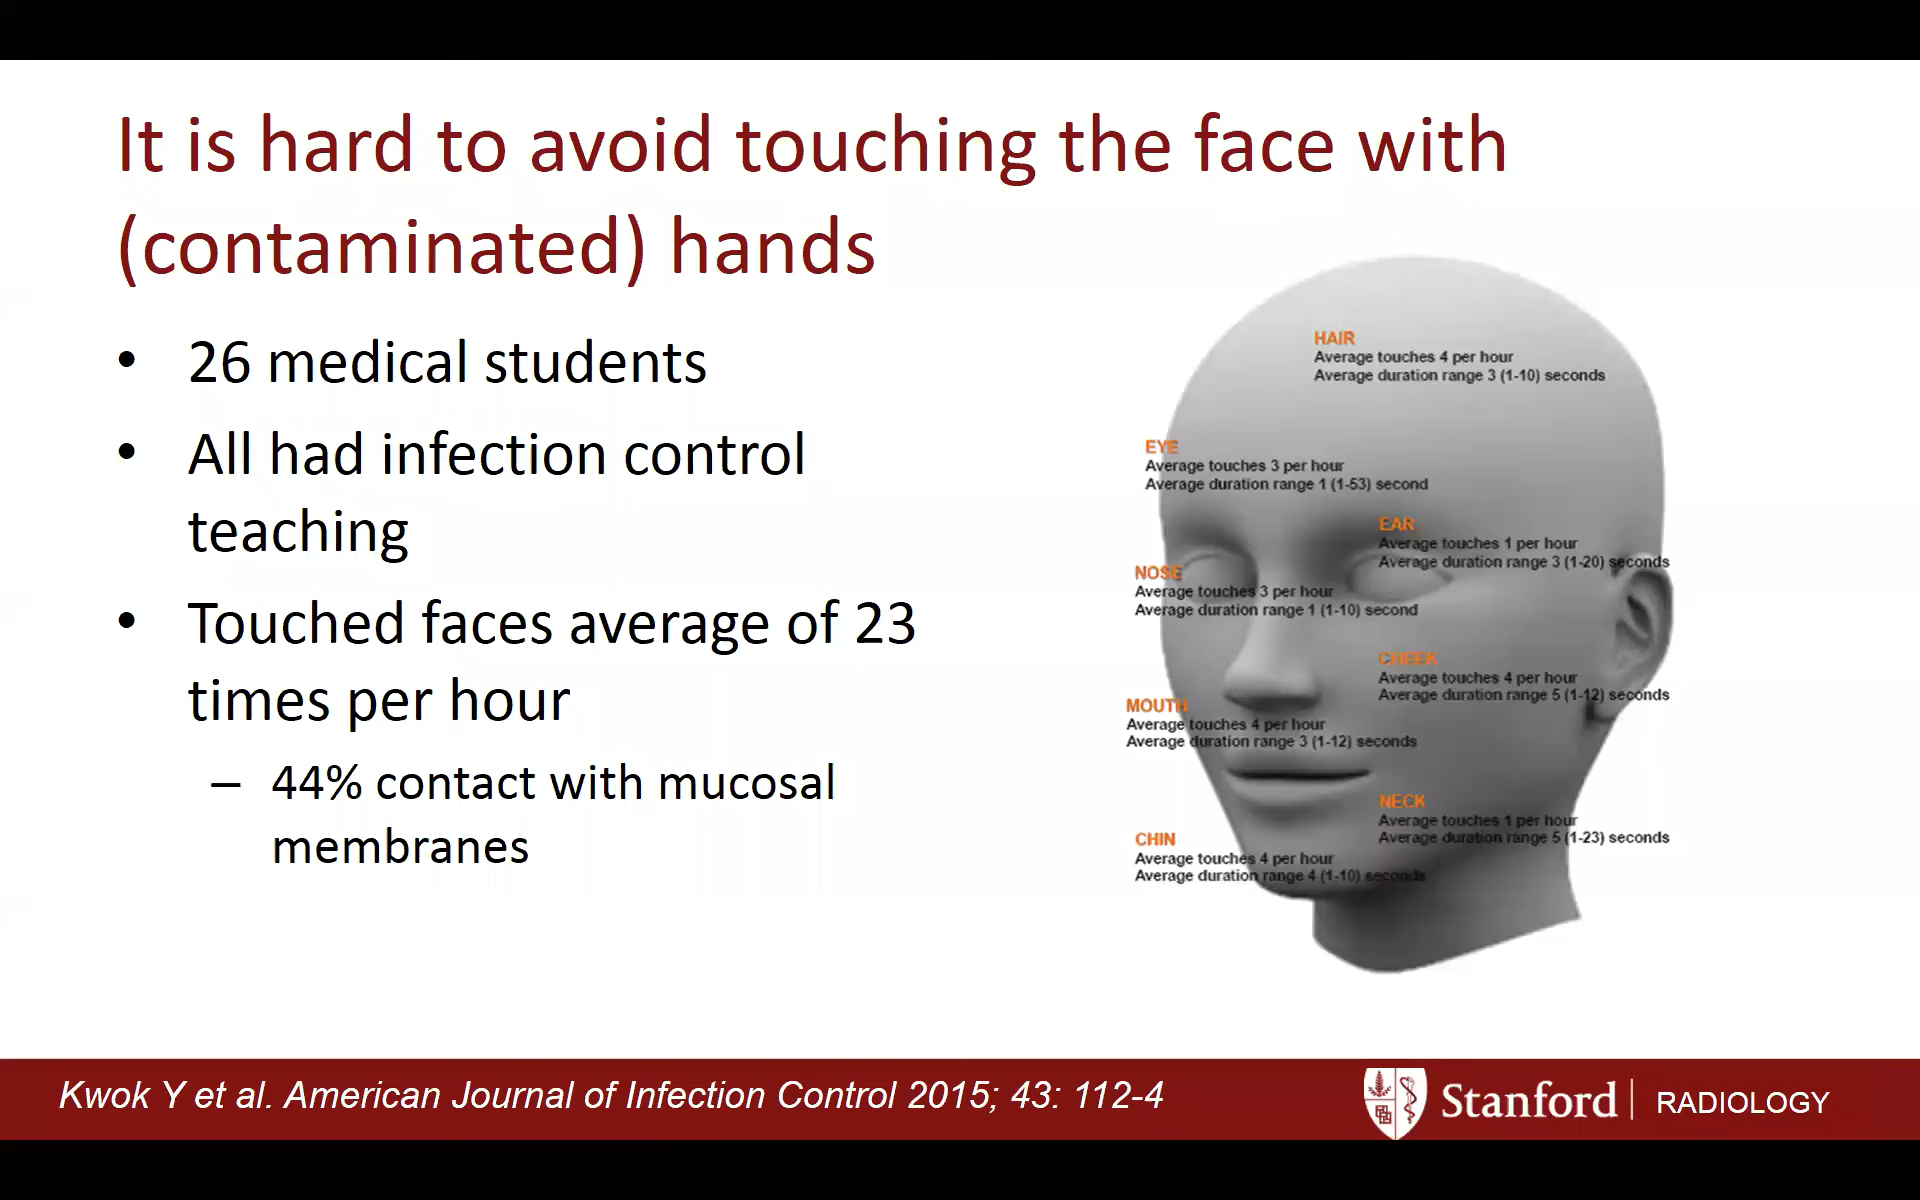 It is hard to avoid touching the face with
(contaminated) hands
• 26 medical students
• All had infection control
teaching
• Touched faces average of 23
times per hour
– 44% contact with mucosal
membranes
HAIR
Average touches 4 per hour
Average duration range 3 (1-10) seconds
EYE
Average touches 3 per hour
Average duration range 1 (1-53) second
EAR
Average touches 1 per hour
Average duration range 3 (1-20) seconds
NOSE
Average touches 3 per hour
Average duration range 1 (1-10) second
CHEEK
Average touches 4 per hour
Average duration range 5 (1-12) seconds
MOUTH
Average touches 4 per hour
Average duration range 3 (1-12) seconds
NECK
Average touches 1 per hour
Average duration range 5 (1-23) seconds
CHIN
Average touches 4 per hour
Average duration range 4 (1-10) seconds
Kwok Y et al. American Journal of Infection Control 2015; 43: 112-4
Stanford | RADIOLOGY